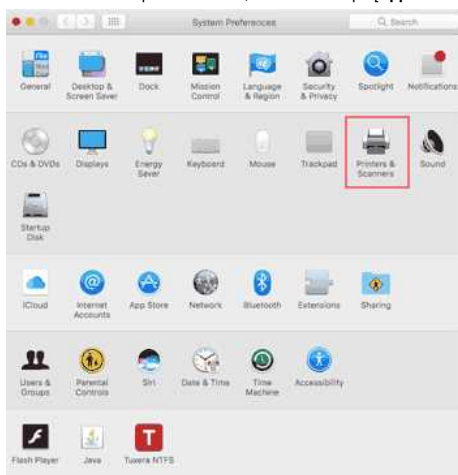 System Preferences
Search
General
Desktop &
Screen Saver
Dock
Mission
Control
Language
& Region
Security
& Privacy
Spotlight
Notifications
CDs & DVDs
Displays
Energy
Saver
Keyboard
Mouse
Trackpad
Printers &
Scanners
Sound
Startup
Disk
iCloud
Internet
Accounts
App Store
Network
Bluetooth
Extensions
Sharing
Users &
Groups
Parental
Controls
Siri
Date & Time
Time
Machine
Accessibility
Flash Player
Java
Tuxera NTFS